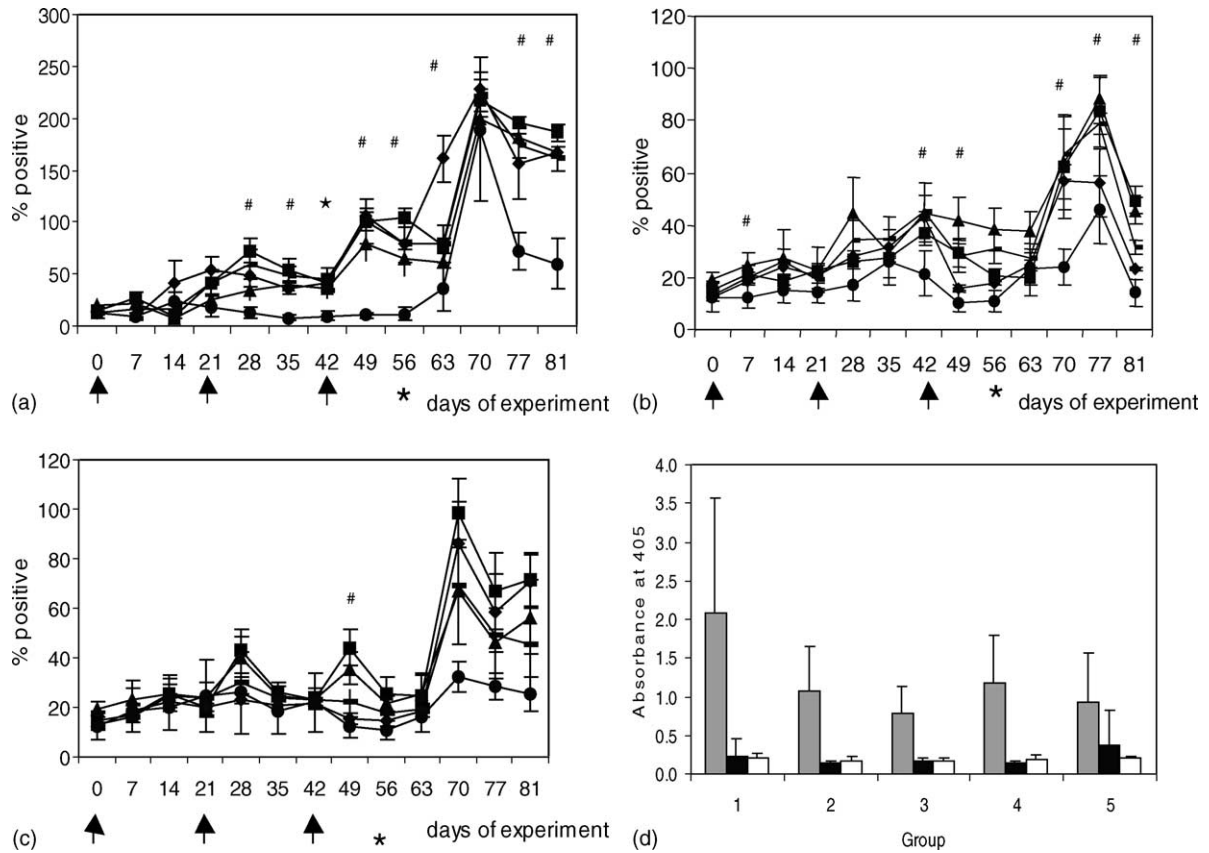 300
250
200
150
100
50
0
% positive
# # ★ # # # # #
0 7 14 21 28 35 42 49 56 63 70 77 81
(a) * days of experiment
120
100
80
60
40
20
0
% positive
# # # # # #
0 7 14 21 28 35 42 49 56 63 70 77 81
(b) * days of experiment
120
100
80
60
40
20
0
% positive
#
0 7 14 21 28 35 42 49 56 63 70 77 81
(c) * days of experiment
4.0
3.5
3.0
2.5
2.0
1.5
1.0
0.5
0.0
Absorbance at 405
1 2 3 4 5
(d) Group